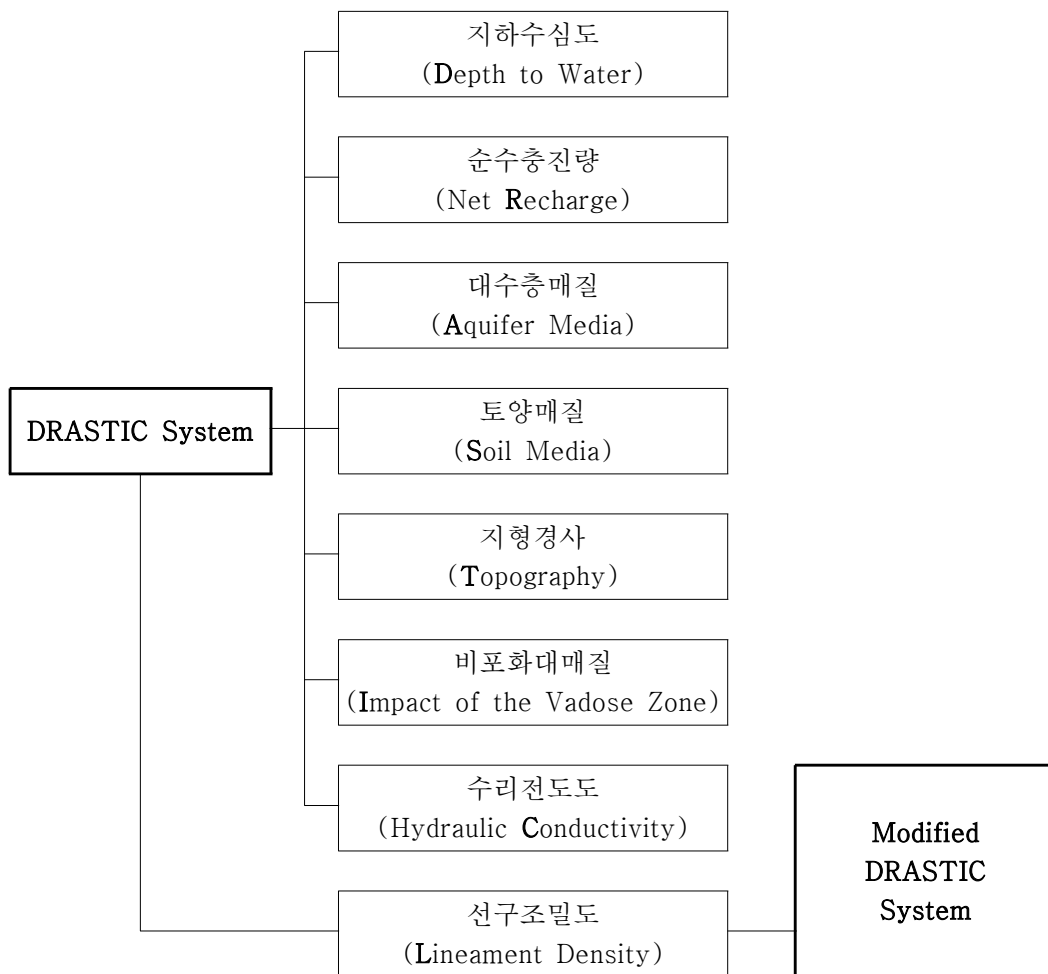 지하수심도
(Depth to Water)
순수충진량
(Net Recharge)
대수층매질
(Aquifer Media)
DRASTIC System
토양매질
(Soil Media)
지형경사
(Topography)
비포화대매질
(Impact of the Vadose Zone)
수리전도도
(Hydraulic Conductivity)
선구조밀도
(Lineament Density)
Modified
DRASTIC
System